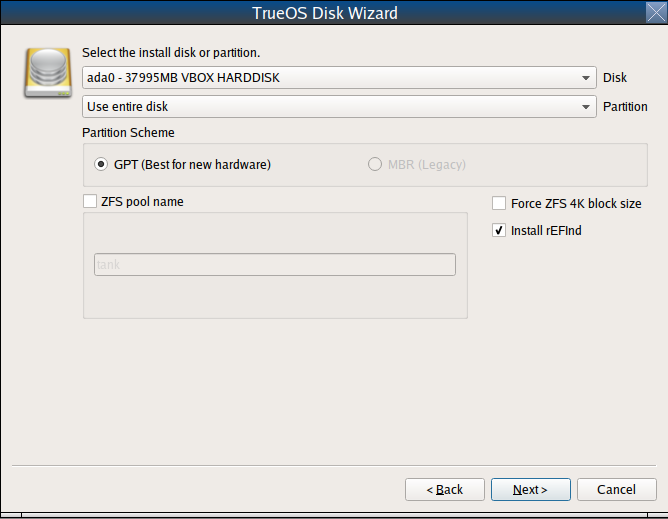 TrueOS Disk Wizard
Select the install disk or partition.
ada0 - 37995MB VBOX HARDDISK
Disk
Use entire disk
Partition
Partition Scheme
GPT (Best for new hardware)
MBR (Legacy)
ZFS pool name
Force ZFS 4K block size
Install rEFInd
tank
< Back
Next >
Cancel